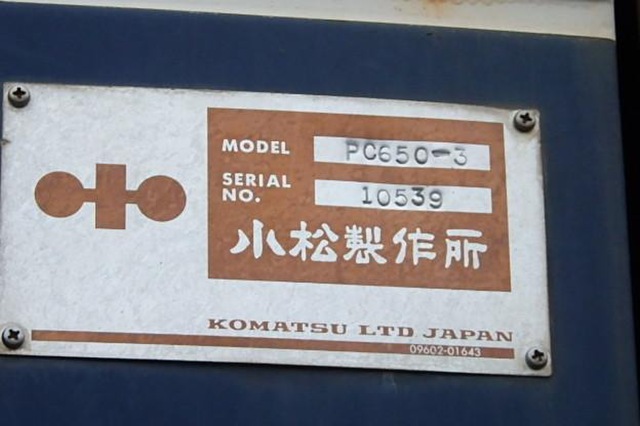 MODEL PC650-3
SERIAL NO. 10539
小松製作所
KOMATSU LTD JAPAN
09602-01643